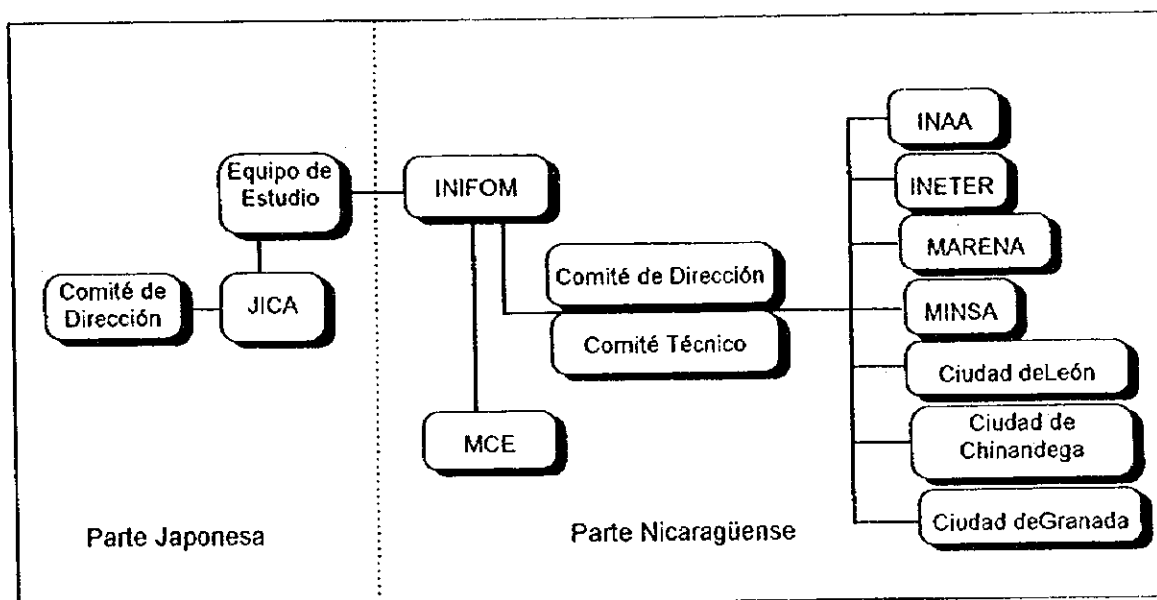 Equipo de
Estudio
Comité de
Dirección
JICA
Parte Japonesa
INIFOM
MCE
Comité de Dirección
Comité Técnico
INAA
INETER
MARENA
MINSA
Ciudad deLeón
Ciudad de
Chinandega
Ciudad deGranada
Parte Nicaragüense